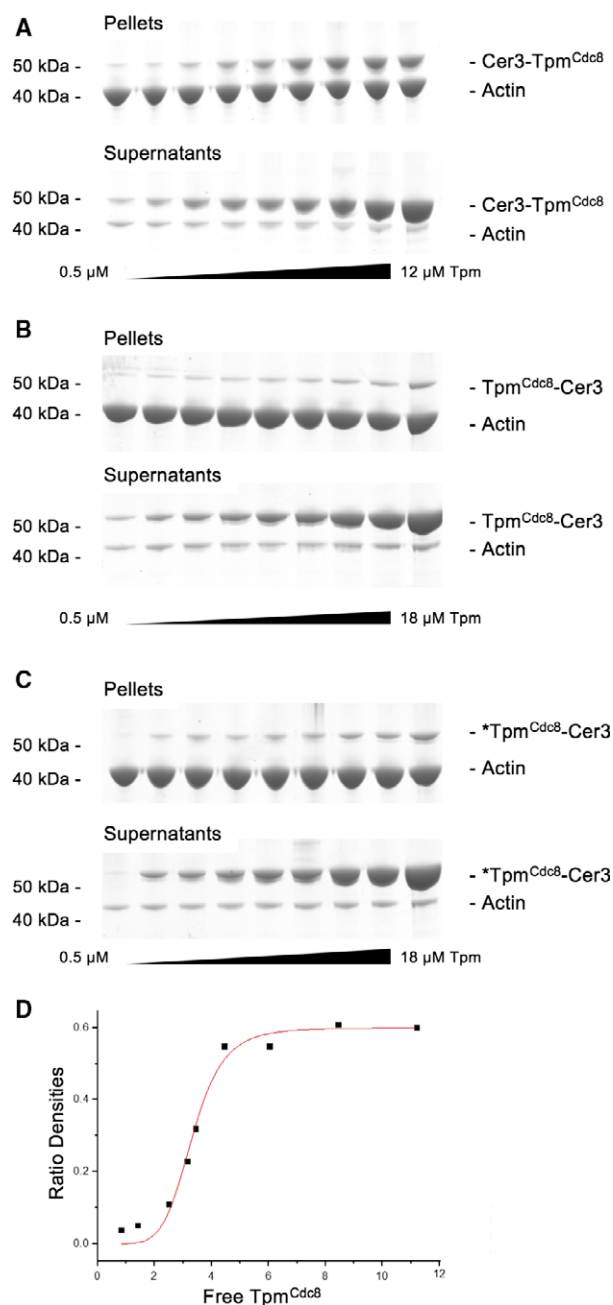 A
Pellets
50 kDa -
- Cer3-Tpm^Cdc8
40 kDa -
- Actin
Supernatants
50 kDa -
- Cer3-Tpm^Cdc8
40 kDa -
- Actin
0.5 µM
12 µM Tpm
B
Pellets
50 kDa -
- Tpm^Cdc8-Cer3
40 kDa -
- Actin
Supernatants
50 kDa -
- Tpm^Cdc8-Cer3
40 kDa -
- Actin
0.5 µM
18 µM Tpm
C
Pellets
- *Tpm^Cdc8-Cer3
50 kDa -
- Actin
40 kDa -
Supernatants
- *Tpm^Cdc8-Cer3
50 kDa -
- Actin
40 kDa -
0.5 µM
18 µM Tpm
D
0.6
0.4
0.2
0.0
Ratio Densities
0 2 4 6 8 10 12
Free Tpm^Cdc8